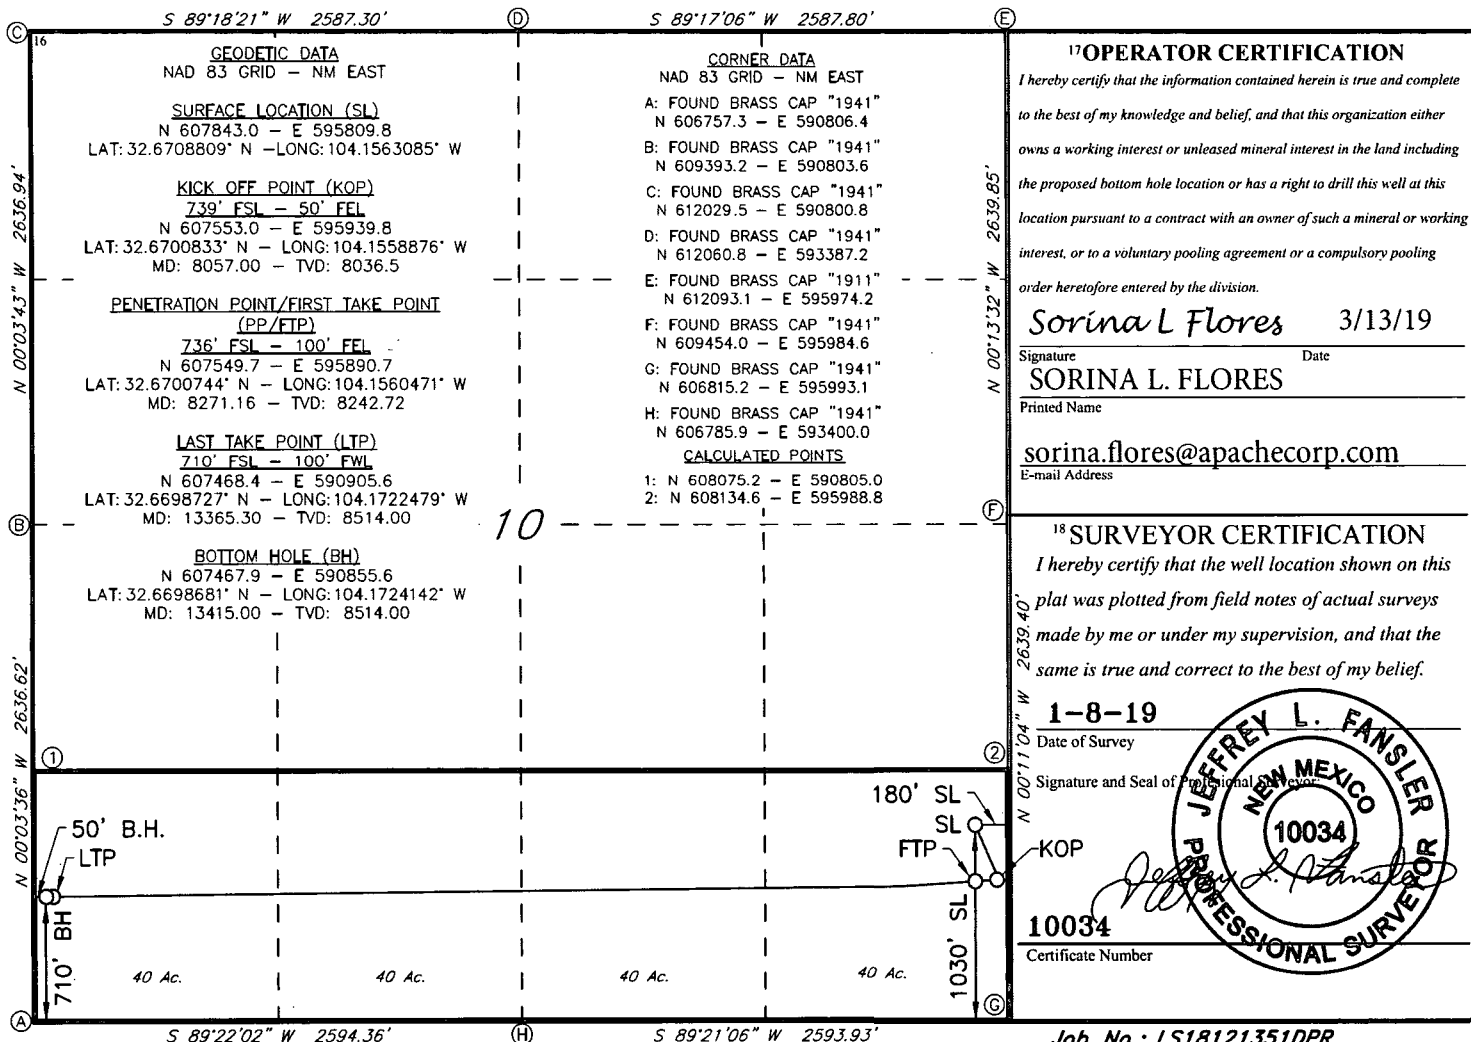 S 89°18'21" W 2587.30'
S 89°17'06" W 2587.80'
C
D
E
16
GEODETIC DATA
NAD 83 GRID – NM EAST
SURFACE LOCATION (SL)
N 607843.0 – E 595809.8
LAT: 32.6708809° N –LONG: 104.1563085° W
KICK OFF POINT (KOP)
739' FSL – 50' FEL
N 607553.0 – E 595939.8
LAT: 32.6700833° N – LONG: 104.1558876° W
MD: 8057.00 – TVD: 8036.5
PENETRATION POINT/FIRST TAKE POINT
(PP/FTP)
736' FSL – 100' FEL
N 607549.7 – E 595890.7
LAT: 32.6700744° N – LONG: 104.1560471° W
MD: 8271.16 – TVD: 8242.72
LAST TAKE POINT (LTP)
710' FSL – 100' FWL
N 607468.4 – E 590905.6
LAT: 32.6698727° N – LONG: 104.1722479° W
MD: 13365.30 – TVD: 8514.00
BOTTOM HOLE (BH)
N 607467.9 – E 590855.6
LAT: 32.6698681° N – LONG: 104.1724142° W
MD: 13415.00 – TVD: 8514.00
CORNER DATA
NAD 83 GRID – NM EAST
A: FOUND BRASS CAP "1941"
N 606757.3 – E 590806.4
B: FOUND BRASS CAP "1941"
N 609393.2 – E 590803.6
C: FOUND BRASS CAP "1941"
N 612029.5 – E 590800.8
D: FOUND BRASS CAP "1941"
N 612060.8 – E 593387.2
E: FOUND BRASS CAP "1911"
N 612093.1 – E 595974.2
F: FOUND BRASS CAP "1941"
N 609454.0 – E 595984.6
G: FOUND BRASS CAP "1941"
N 606815.2 – E 595993.1
H: FOUND BRASS CAP "1941"
N 606785.9 – E 593400.0
CALCULATED POINTS
1: N 608075.2 – E 590805.0
2: N 608134.6 – E 595988.8
N 00°03'43" W 2636.94'
N 00°13'32" W 2639.85'
B
10
F
N 00°03'36" W 2636.62'
N 00°11'04" W 2639.40'
1
2
50' B.H.
LTP
180' SL
SL
FTP
KOP
710' BH
1030' SL
40 Ac.
40 Ac.
40 Ac.
40 Ac.
A
H
G
S 89°22'02" W 2594.36'
S 89°21'06" W 2593.93'
17 OPERATOR CERTIFICATION
I hereby certify that the information contained herein is true and complete
to the best of my knowledge and belief, and that this organization either
owns a working interest or unleased mineral interest in the land including
the proposed bottom hole location or has a right to drill this well at this
location pursuant to a contract with an owner of such a mineral or working
interest, or to a voluntary pooling agreement or a compulsory pooling
order heretofore entered by the division.
Sorina L Flores 3/13/19
Signature Date
SORINA L. FLORES
Printed Name
sorina.flores@apachecorp.com
E-mail Address
18 SURVEYOR CERTIFICATION
I hereby certify that the well location shown on this
plat was plotted from field notes of actual surveys
made by me or under my supervision, and that the
same is true and correct to the best of my belief.
1-8-19
Date of Survey
Signature and Seal of Profesional Surveyor:
JEFFREY L. FANSLER
NEW MEXICO
10034
PROFESSIONAL SURVEYOR
Jeffrey L. Fansler
10034
Certificate Number
Job No.: LS18121351DPR